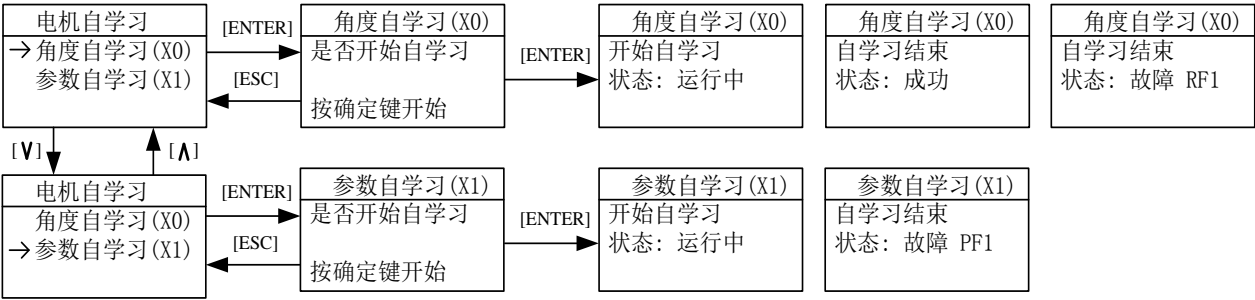 电机自学习
→角度自学习(X0)
参数自学习(X1)
[ENTER]
[ESC]
角度自学习(X0)
是否开始自学习
按确定键开始
[ENTER]
角度自学习(X0)
开始自学习
状态: 运行中
角度自学习(X0)
自学习结束
状态: 成功
角度自学习(X0)
自学习结束
状态: 故障 RF1
[∨]
[∧]
电机自学习
角度自学习(X0)
→参数自学习(X1)
[ENTER]
[ESC]
参数自学习(X1)
是否开始自学习
按确定键开始
[ENTER]
参数自学习(X1)
开始自学习
状态: 运行中
参数自学习(X1)
自学习结束
状态: 故障 PF1